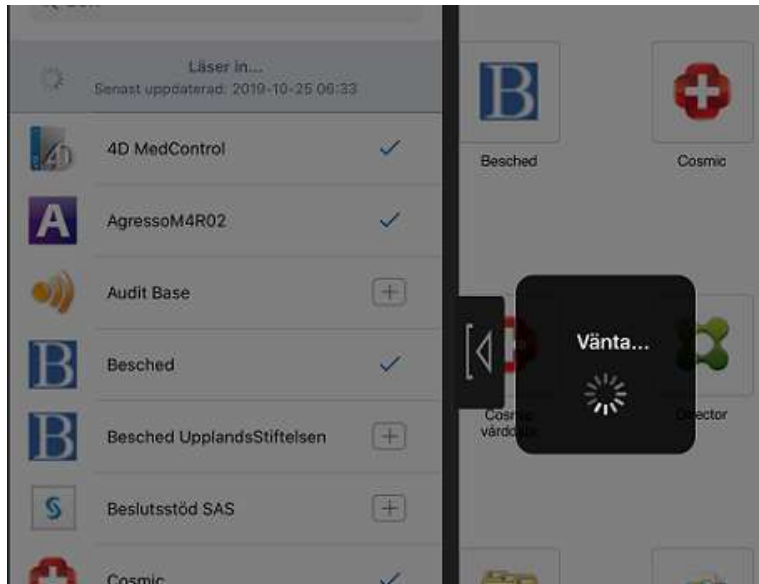 Läser in...
Senast uppdaterad: 2019-10-25 06:33
4D MedControl
AgressoM4R02
Audit Base
Besched
Besched UpplandsStiftelsen
Beslutsstöd SAS
Cosmic
Besched
Cosmic
Vänta...
Cosmic